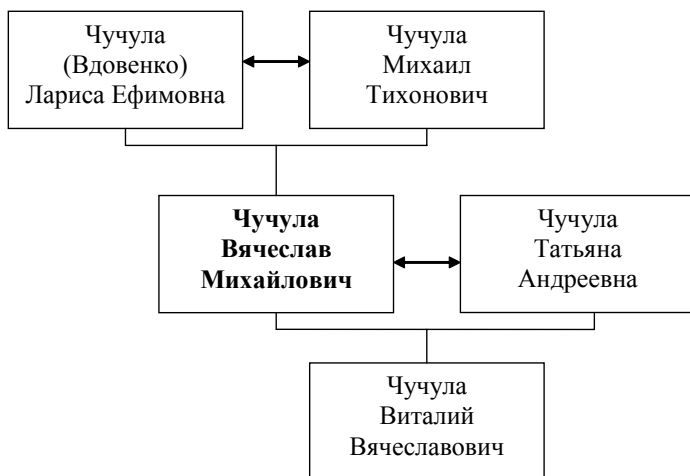 Чучула
(Вдовенко)
Лариса Ефимовна
Чучула
Михаил
Тихонович
Чучула
Вячеслав
Михайлович
Чучула
Татьяна
Андреевна
Чучула
Виталий
Вячеславович